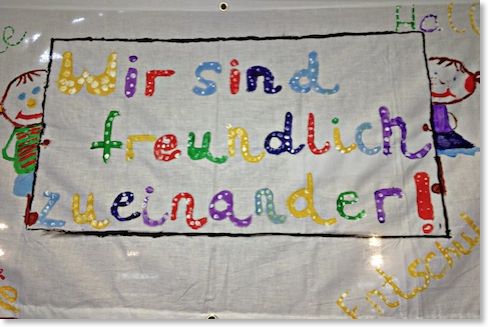 Wir sind
freundlich
zueinander!